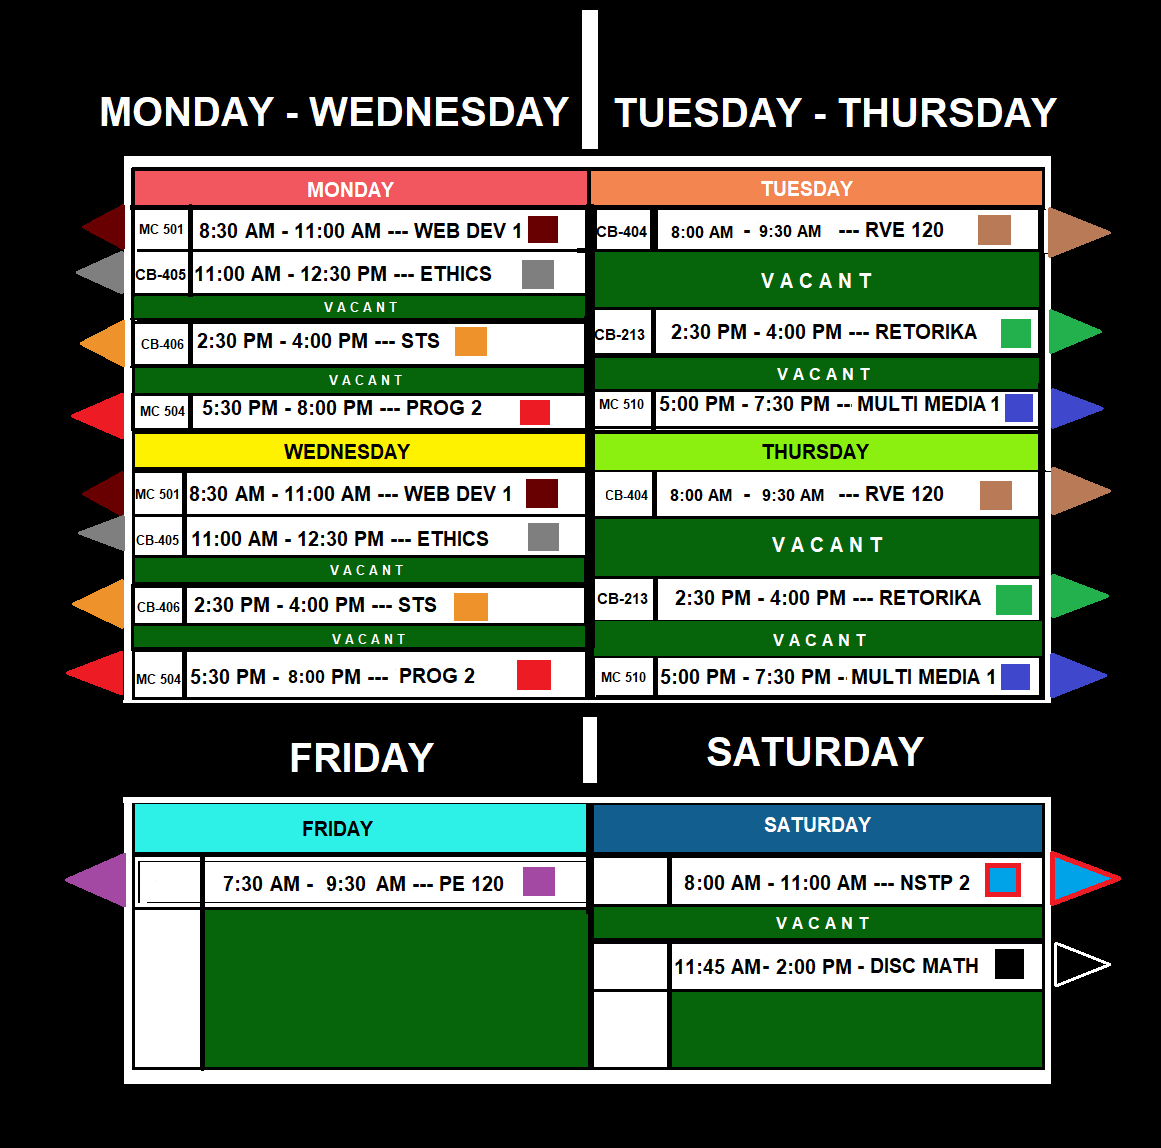 MONDAY - WEDNESDAY
MONDAY
MC 501 8:30 AM - 11:00 AM --- WEB DEV 1
CB-405 11:00 AM - 12:30 PM --- ETHICS
VACANT
CB-406 2:30 PM - 4:00 PM --- STS
VACANT
MC 504 5:30 PM - 8:00 PM --- PROG 2
WEDNESDAY
MC 501 8:30 AM - 11:00 AM --- WEB DEV 1
CB-405 11:00 AM - 12:30 PM --- ETHICS
VACANT
CB-406 2:30 PM - 4:00 PM --- STS
VACANT
MC 504 5:30 PM - 8:00 PM --- PROG 2
TUESDAY - THURSDAY
TUESDAY
CB-404 8:00 AM - 9:30 AM --- RVE 120
VACANT
CB-213 2:30 PM - 4:00 PM --- RETORIKA
VACANT
MC 510 5:00 PM - 7:30 PM --- MULTI MEDIA 1
THURSDAY
CB-404 8:00 AM - 9:30 AM --- RVE 120
VACANT
CB-213 2:30 PM - 4:00 PM --- RETORIKA
VACANT
MC 510 5:00 PM - 7:30 PM -- MULTI MEDIA 1
FRIDAY
FRIDAY
7:30 AM - 9:30 AM --- PE 120
SATURDAY
SATURDAY
8:00 AM - 11:00 AM --- NSTP 2
VACANT
11:45 AM- 2:00 PM - DISC MATH